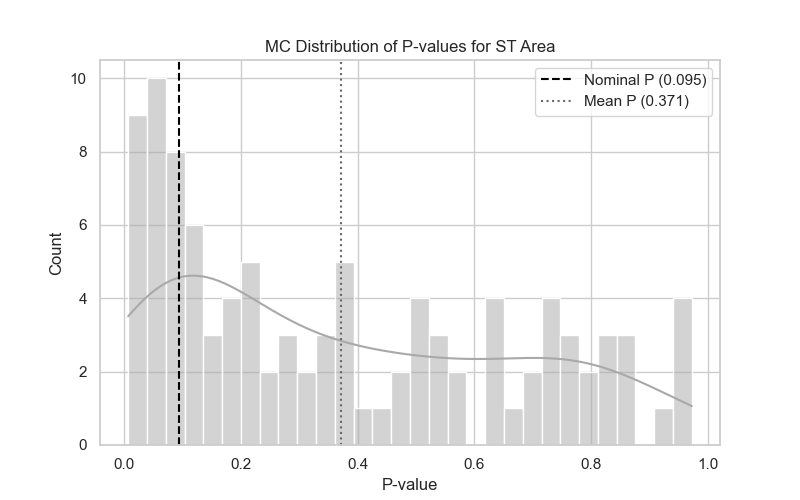 MC Distribution of P-values for ST Area
Nominal P (0.095)
Mean P (0.371)
Count
10
8
6
4
2
0
0.0 0.2 0.4 0.6 0.8 1.0
P-value